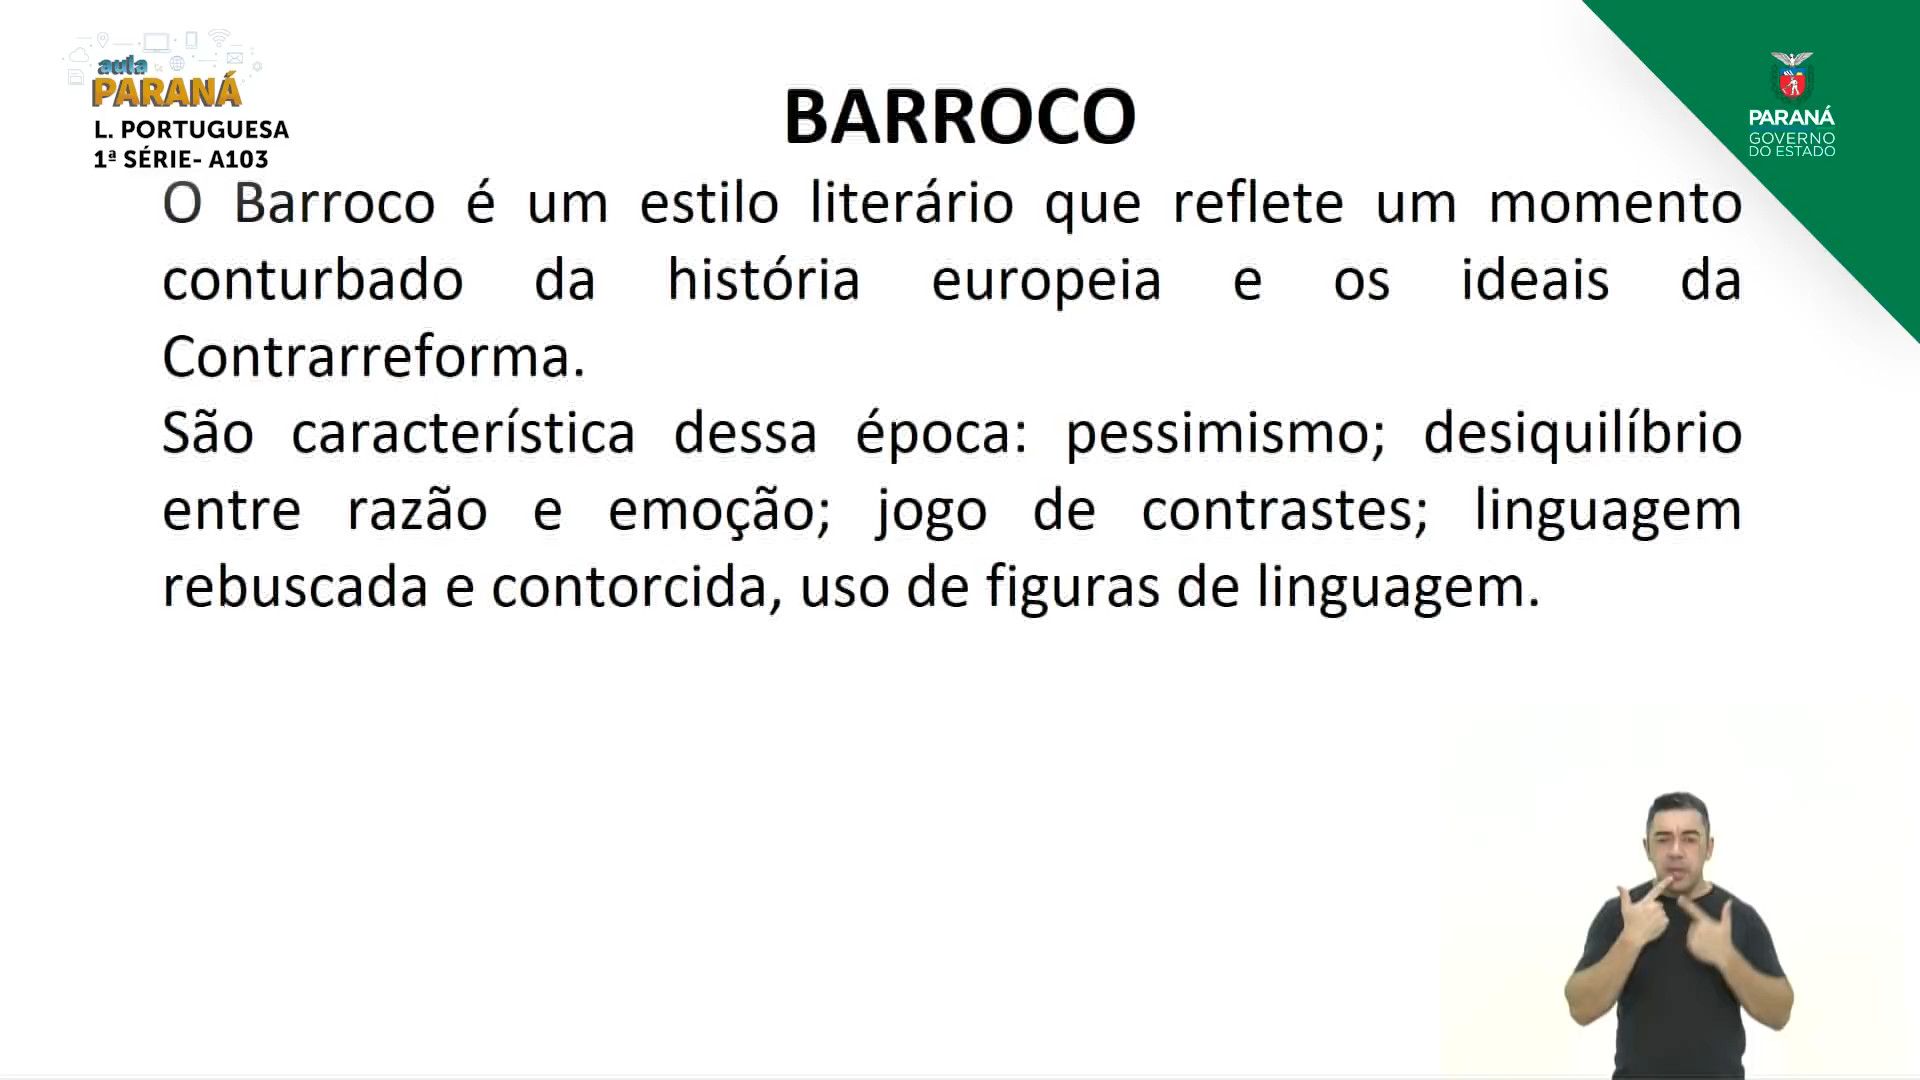 aula
PARANÁ
L. PORTUGUESA
1ª SÉRIE- A103
BARROCO
PARANÁ
GOVERNO
DO ESTADO
O Barroco é um estilo literário que reflete um momento
conturbado da história europeia e os ideais da
Contrarreforma.
São característica dessa época: pessimismo; desiquilíbrio
entre razão e emoção; jogo de contrastes; linguagem
rebuscada e contorcida, uso de figuras de linguagem.